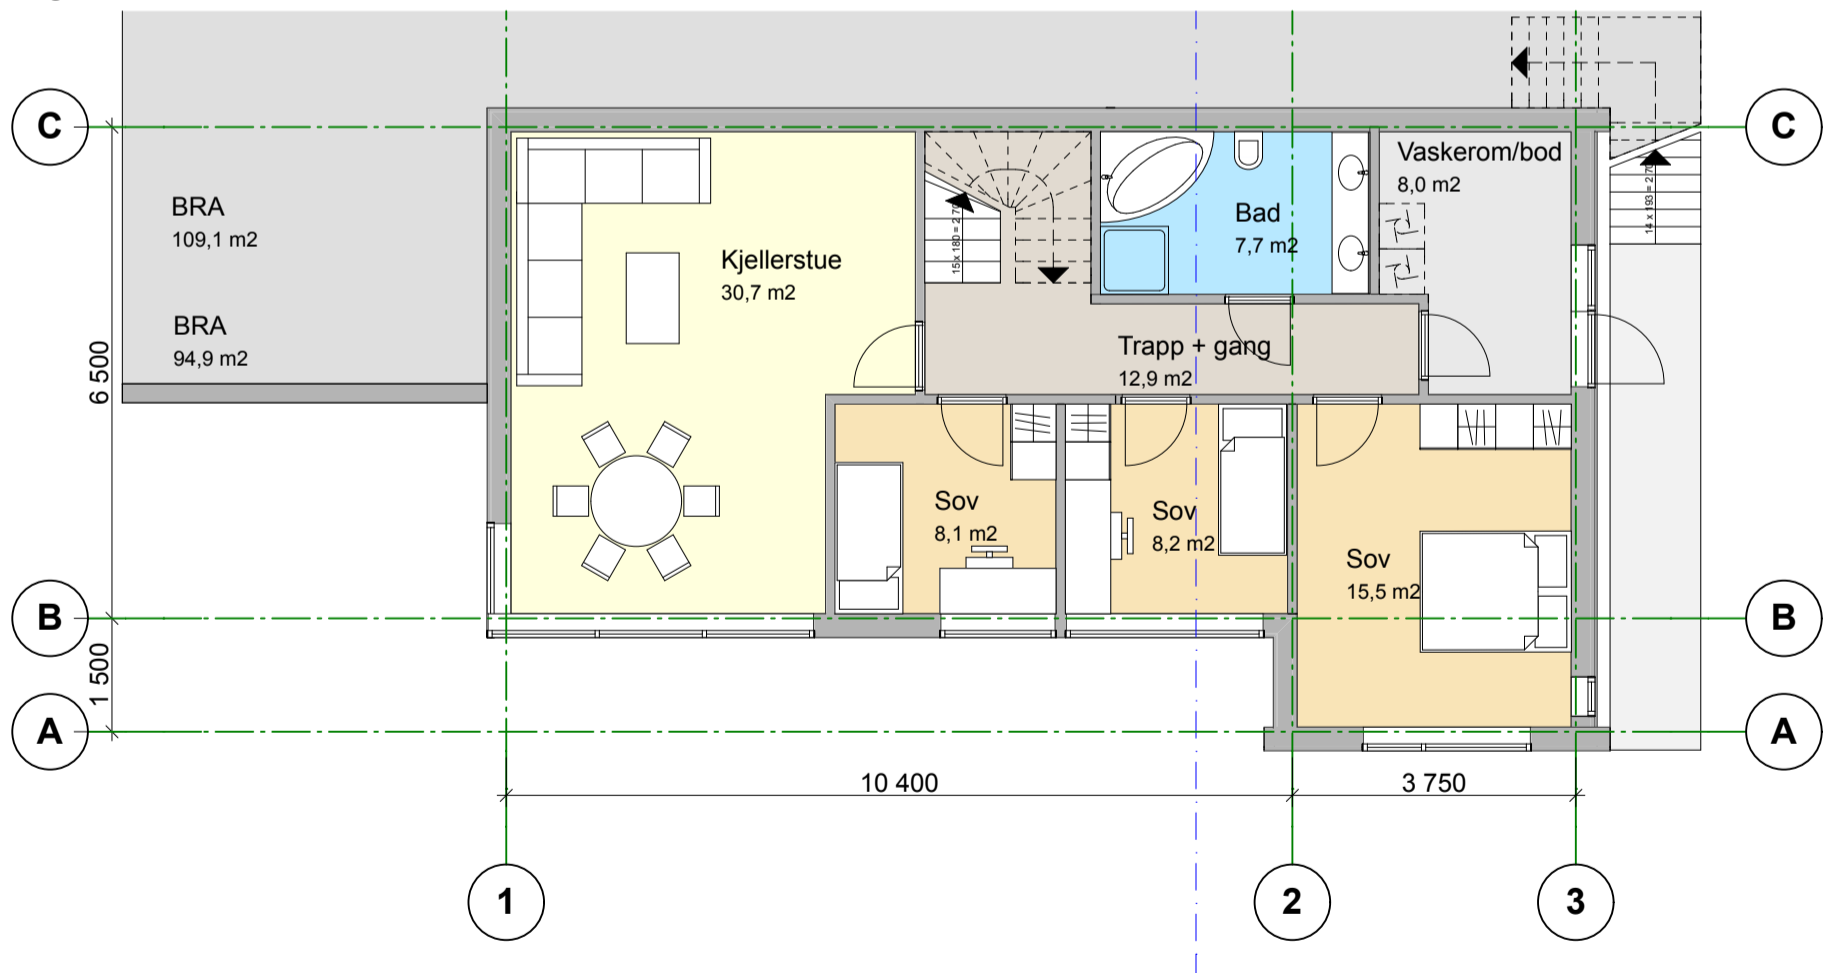 C
C
Vaskerom/bod
8,0 m2
BRA
109,1 m2
Bad
7,7 m2
Kjellerstue
30,7 m2
BRA
94,9 m2
Trapp + gang
12,9 m2
6 500
Sov
8,1 m2
Sov
8,2 m2
Sov
15,5 m2
B
B
1 500
A
A
10 400
3 750
1
2
3